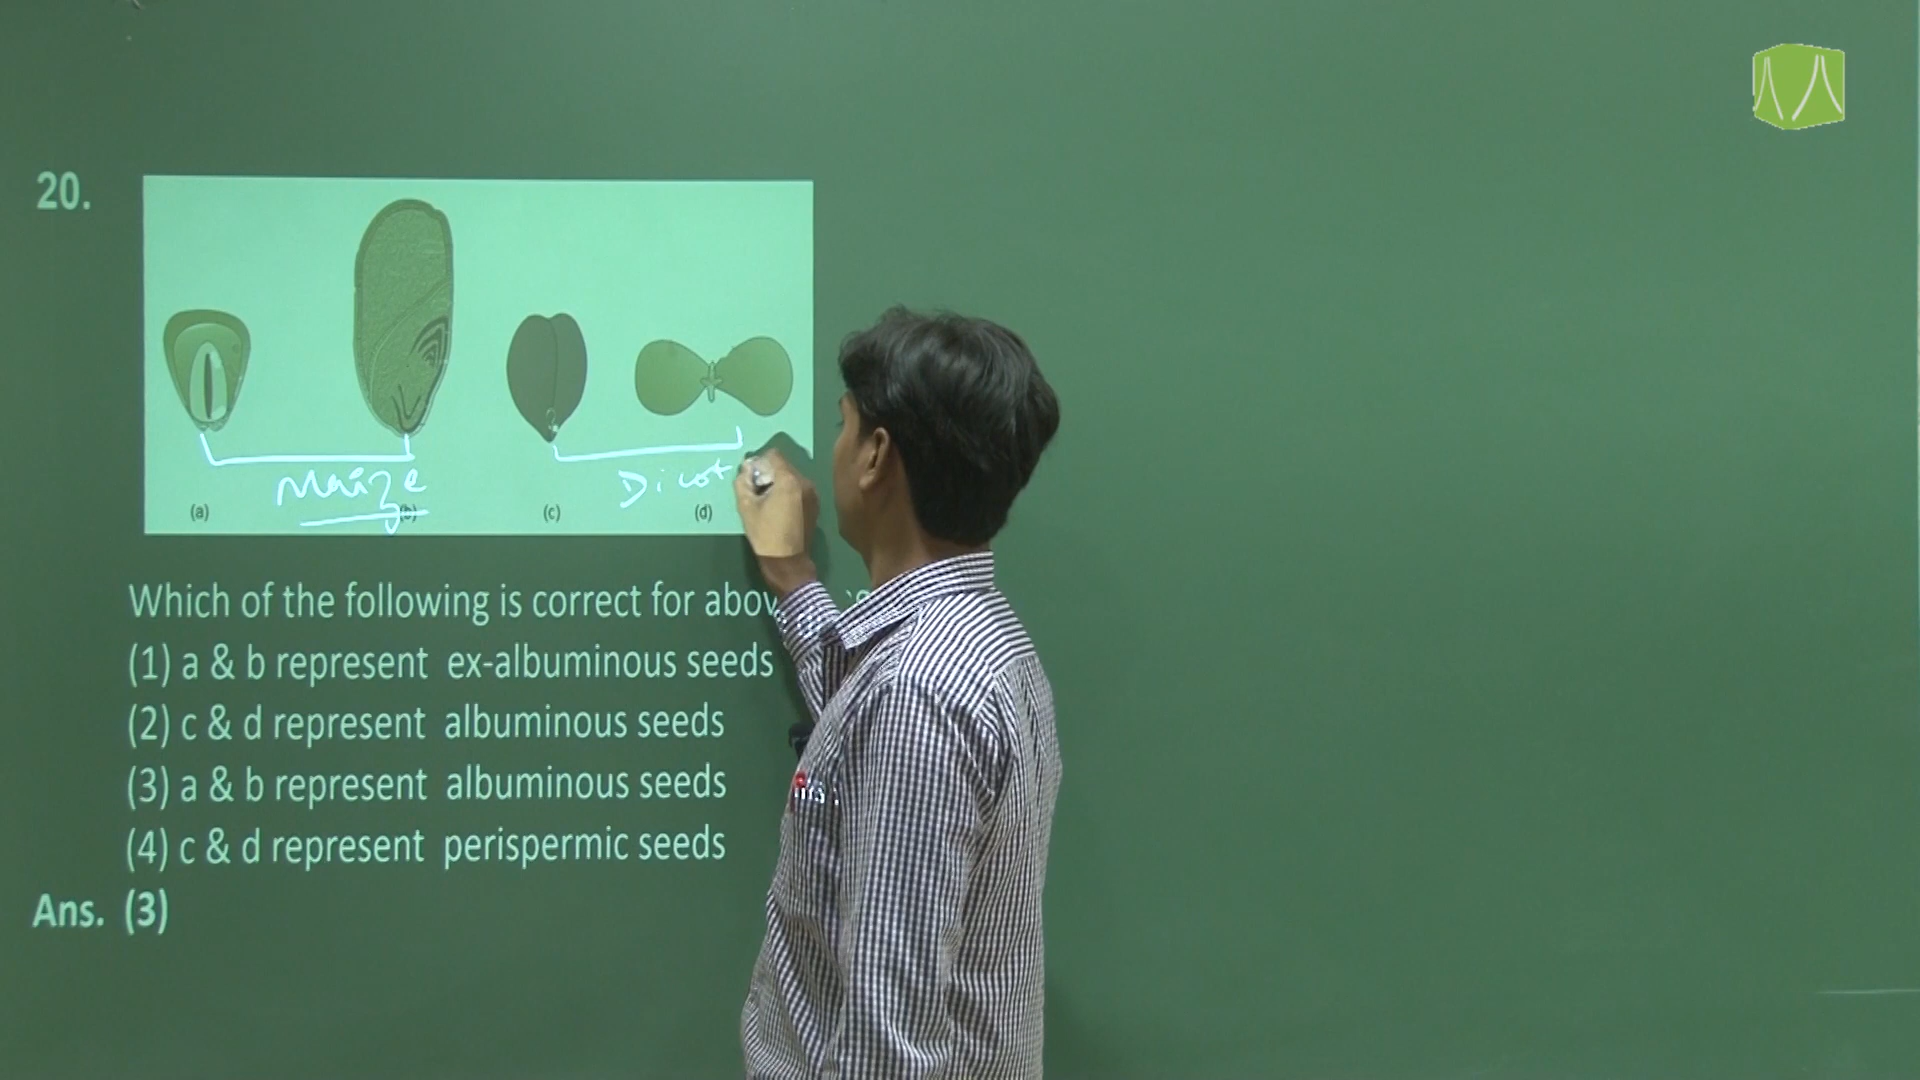 20.
Maize
Dicot
(a) (b) (c) (d)
Which of the following is correct for
(1) a & b represent ex-albuminous seeds
(2) c & d represent albuminous seeds
(3) a & b represent albuminous seeds
(4) c & d represent perispermic seeds
Ans. (3)